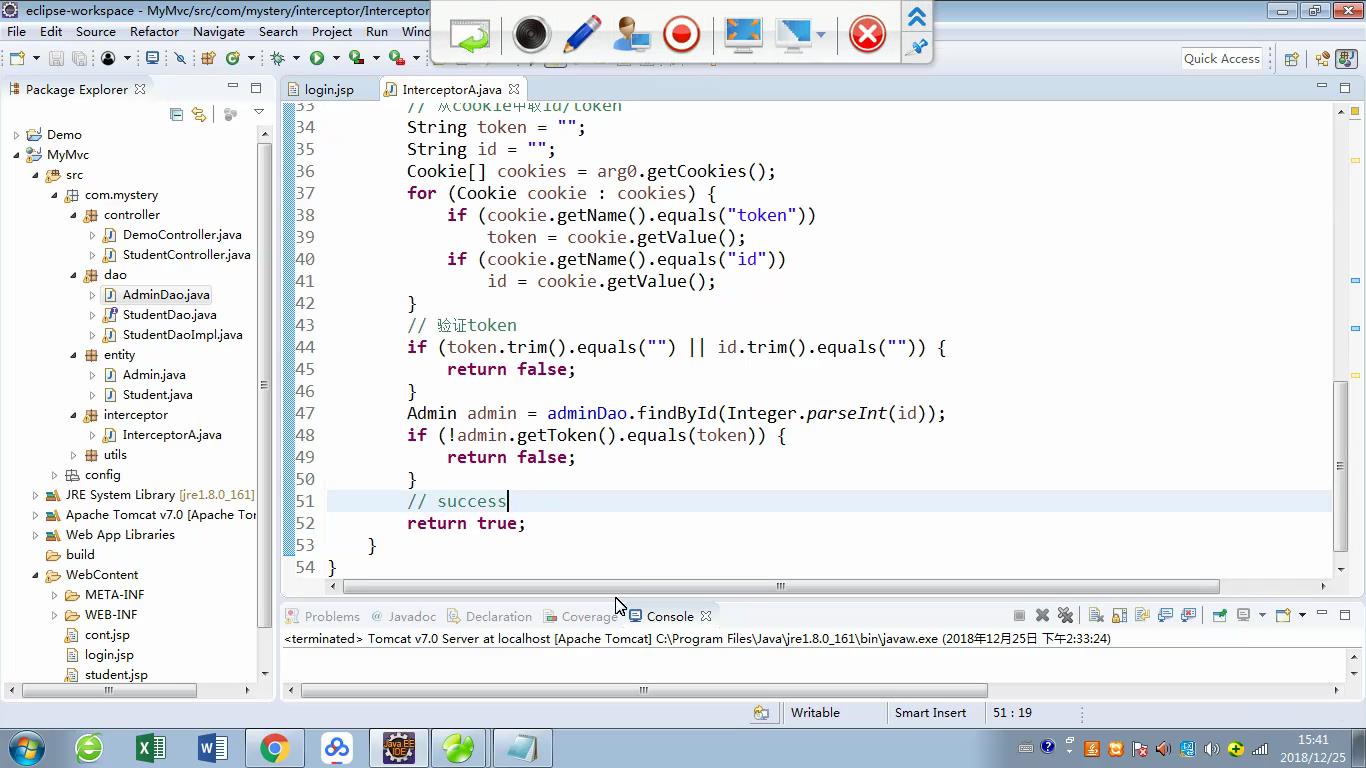 eclipse-workspace - MyMvc/src/com/mystery/interceptor/Interceptor
File Edit Source Refactor Navigate Search Project Run Wind
Quick Access
Package Explorer
login.jsp InterceptorA.java
Demo
MyMvc
src
com.mystery
controller
DemoController.java
StudentController.java
dao
AdminDao.java
StudentDao.java
StudentDaoImpl.java
entity
Admin.java
Student.java
interceptor
InterceptorA.java
utils
config
JRE System Library [jre1.8.0_161]
Apache Tomcat v7.0 [Apache Tor
Web App Libraries
build
WebContent
META-INF
WEB-INF
cont.jsp
login.jsp
student.jsp
33 // 从cookie中取id/token
34 String token = "";
35 String id = "";
36 Cookie[] cookies = arg0.getCookies();
37 for (Cookie cookie : cookies) {
38 if (cookie.getName().equals("token"))
39 token = cookie.getValue();
40 if (cookie.getName().equals("id"))
41 id = cookie.getValue();
42 }
43 // 验证token
44 if (token.trim().equals("") || id.trim().equals("")) {
45 return false;
46 }
47 Admin admin = adminDao.findById(Integer.parseInt(id));
48 if (!admin.getToken().equals(token)) {
49 return false;
50 }
51 // success
52 return true;
53 }
54 }
Problems Javadoc Declaration Coverage Console
<terminated> Tomcat v7.0 Server at localhost [Apache Tomcat] C:\Program Files\Java\jre1.8.0_161\bin\javaw.exe (2018年12月25日 下午2:33:24)
Writable Smart Insert 51 : 19
Java EE
IDE
15:41
2018/12/25